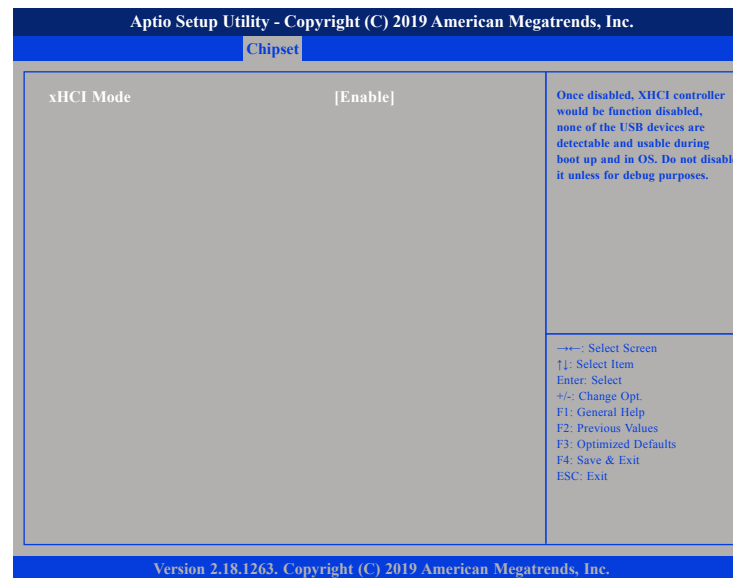 Aptio Setup Utility - Copyright (C) 2019 American Megatrends, Inc.
Chipset
xHCI Mode [Enable]
Once disabled, XHCI controller
would be function disabled,
none of the USB devices are
detectable and usable during
boot up and in OS. Do not disable
it unless for debug purposes.
→←: Select Screen
↑↓: Select Item
Enter: Select
+/-: Change Opt.
F1: General Help
F2: Previous Values
F3: Optimized Defaults
F4: Save & Exit
ESC: Exit
Version 2.18.1263. Copyright (C) 2019 American Megatrends, Inc.